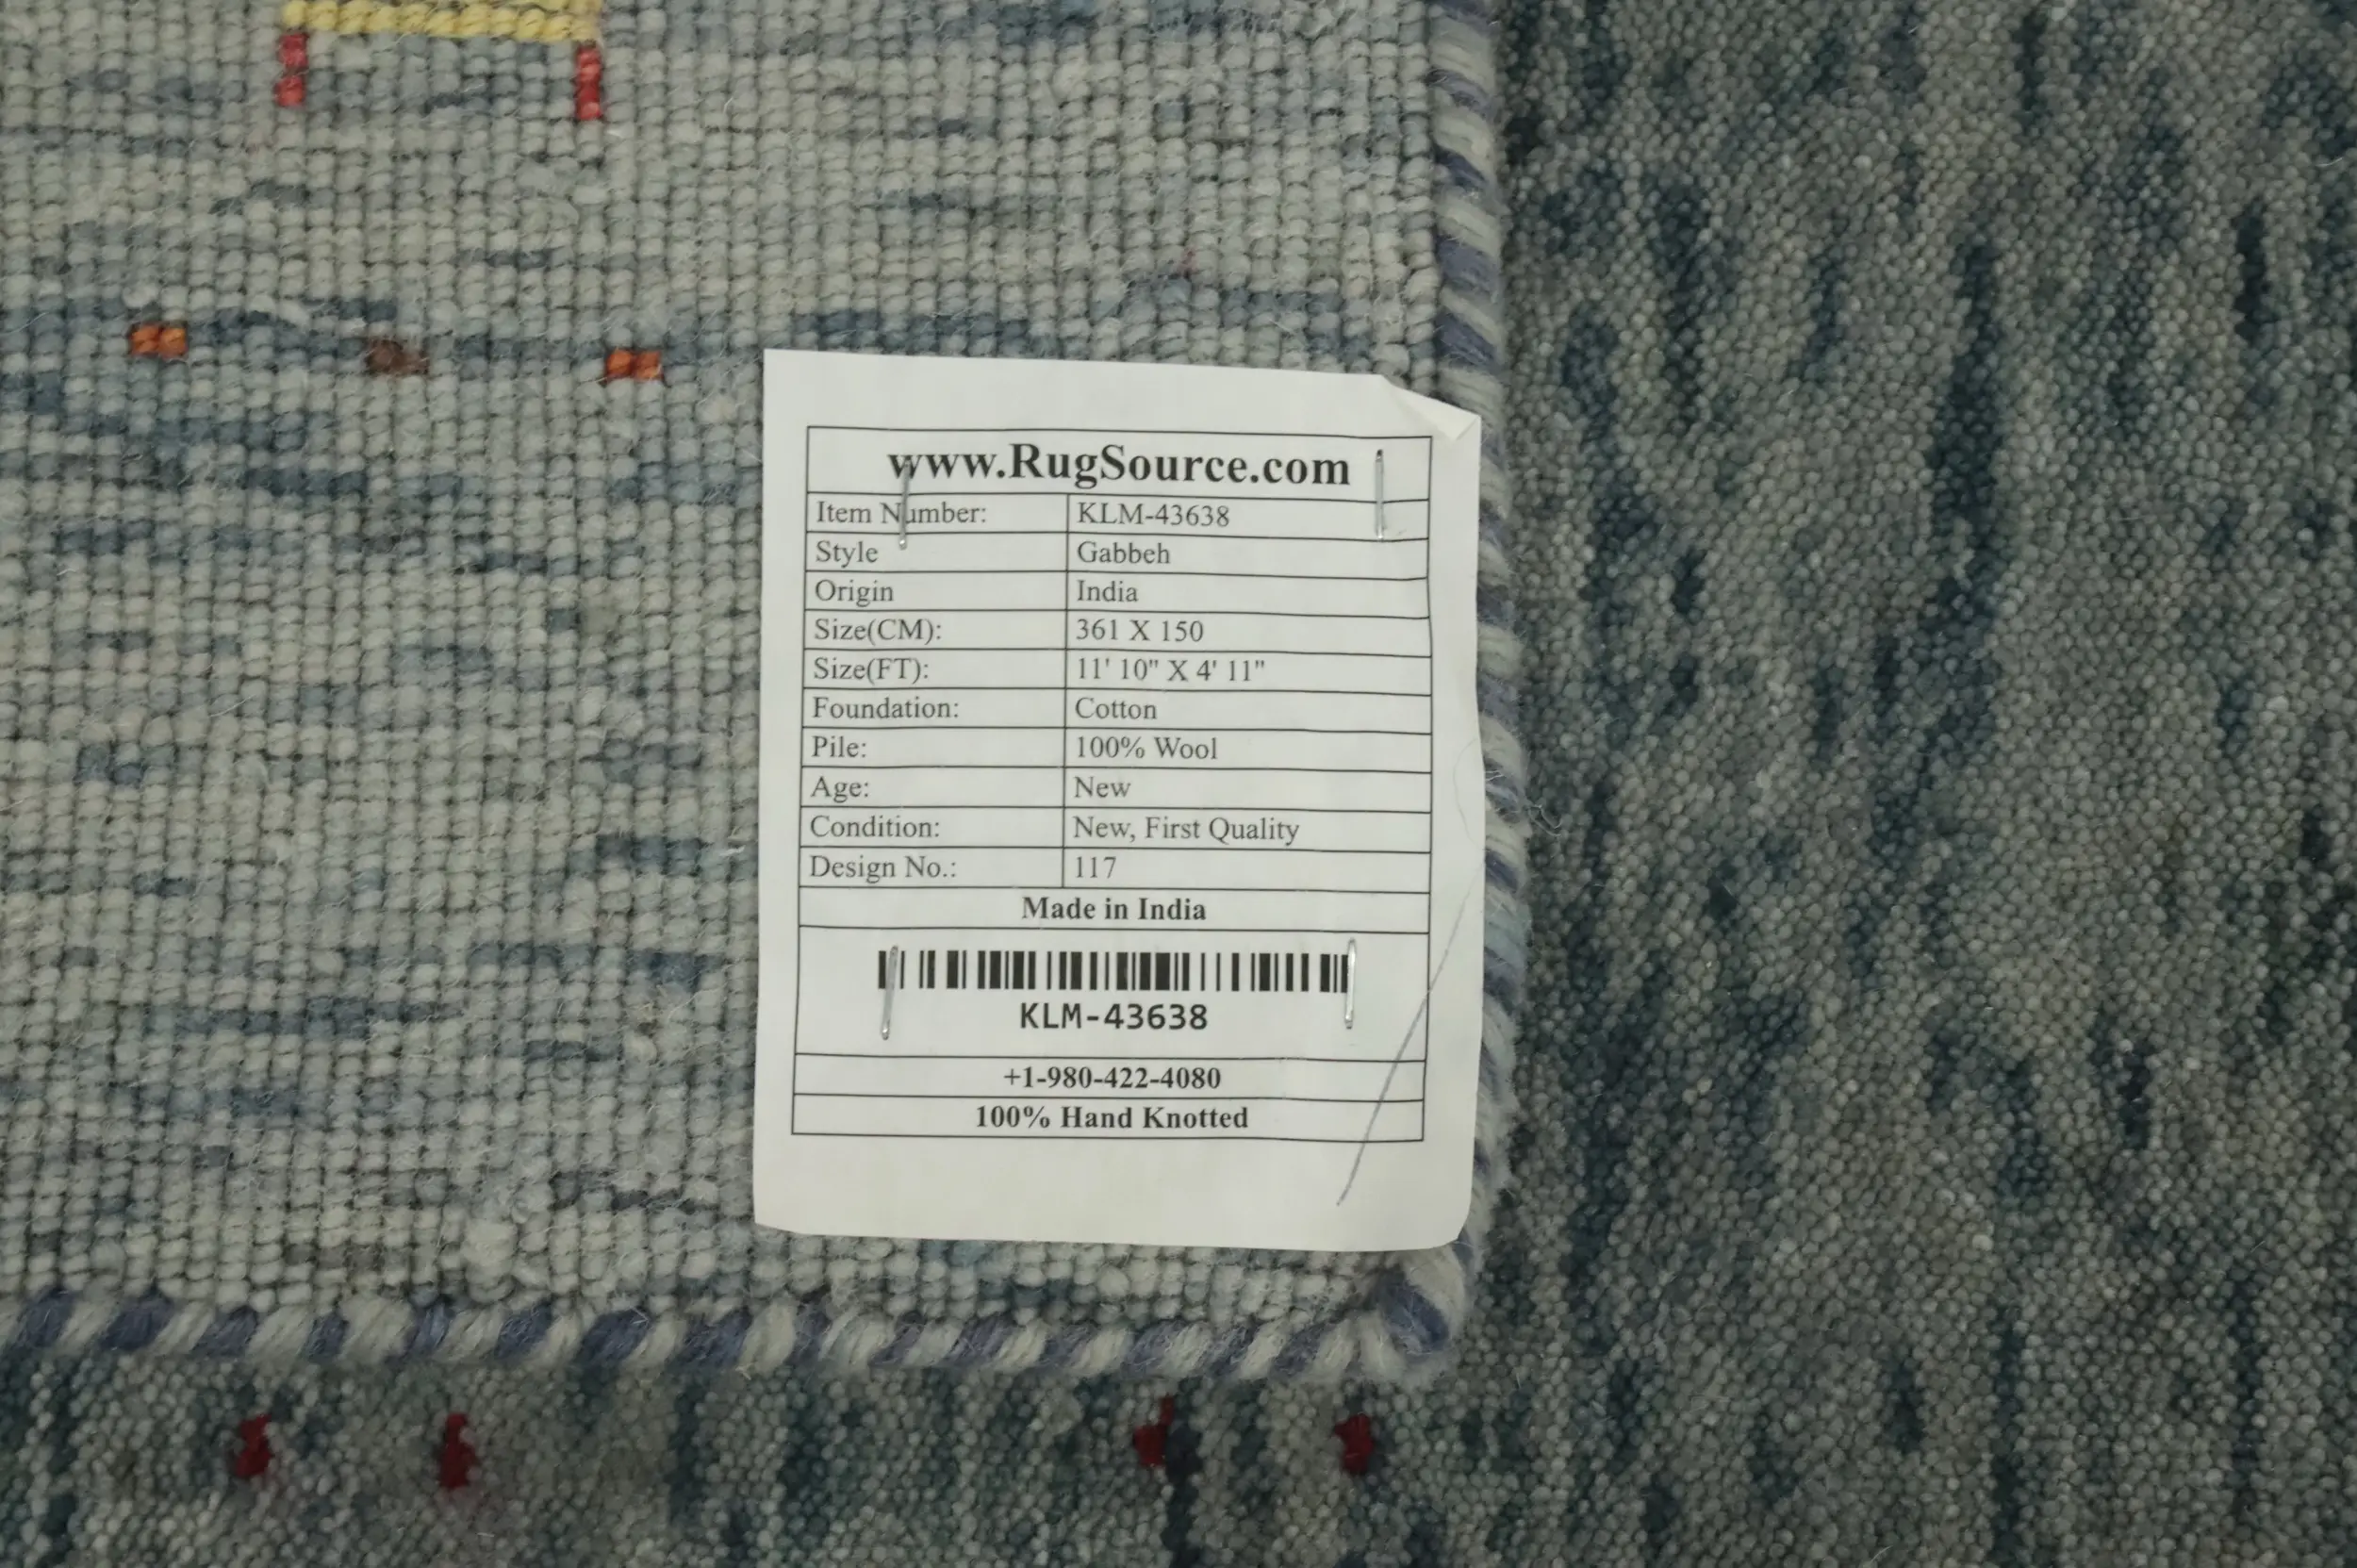 www.RugSource.com
Item Number: KLM-43638
Style Gabbeh
Origin India
Size(CM): 361 X 150
Size(FT): 11' 10" X 4' 11"
Foundation: Cotton
Pile: 100% Wool
Age: New
Condition: New, First Quality
Design No.: 117
Made in India
KLM-43638
+1-980-422-4080
100% Hand Knotted